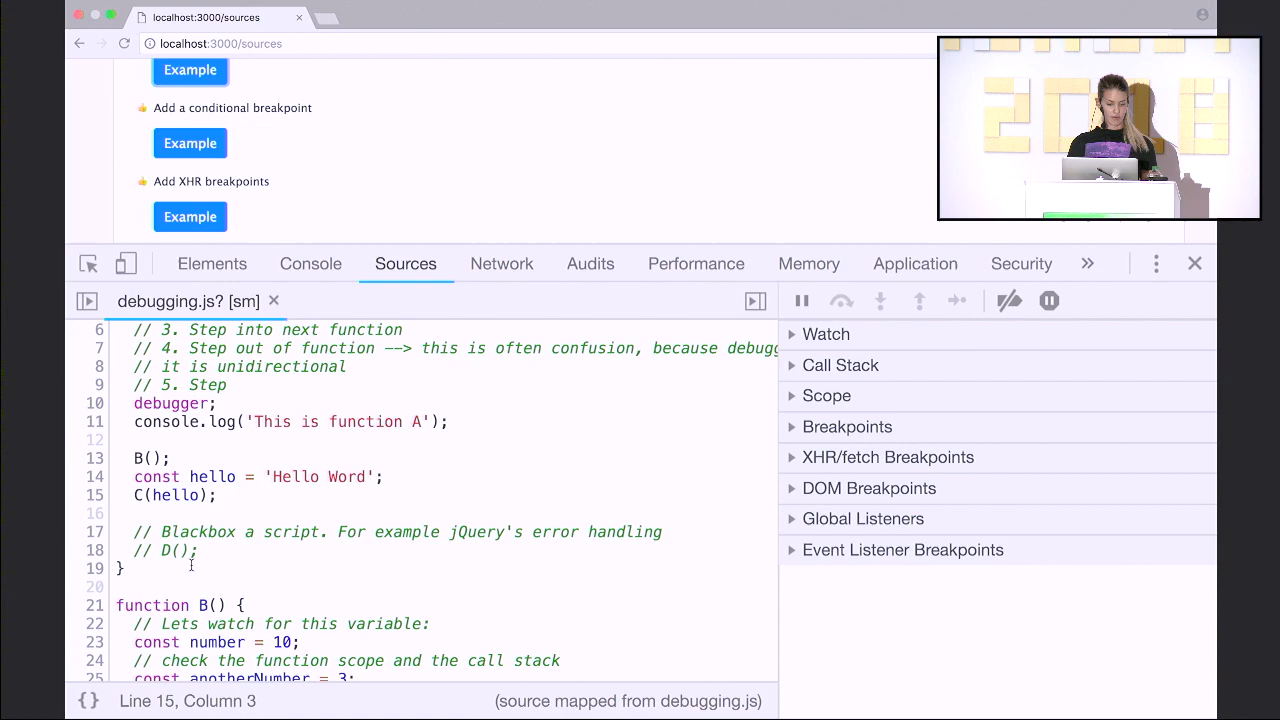 localhost:3000/sources
localhost:3000/sources
Example
👍 Add a conditional breakpoint
Example
👍 Add XHR breakpoints
Example
2018
Elements Console Sources Network Audits Performance Memory Application Security »
debugging.js? [sm]
6 // 3. Step into next function
7 // 4. Step out of function --> this is often confusion, because debugg
8 // it is unidirectional
9 // 5. Step
10 debugger;
11 console.log('This is function A');
12
13 B();
14 const hello = 'Hello Word';
15 C(hello);
16
17 // Blackbox a script. For example jQuery's error handling
18 // D();
19 }
20
21 function B() {
22 // Lets watch for this variable:
23 const number = 10;
24 // check the function scope and the call stack
25 const anotherNumber = 3;
{} Line 15, Column 3 (source mapped from debugging.js)
Watch
Call Stack
Scope
Breakpoints
XHR/fetch Breakpoints
DOM Breakpoints
Global Listeners
Event Listener Breakpoints